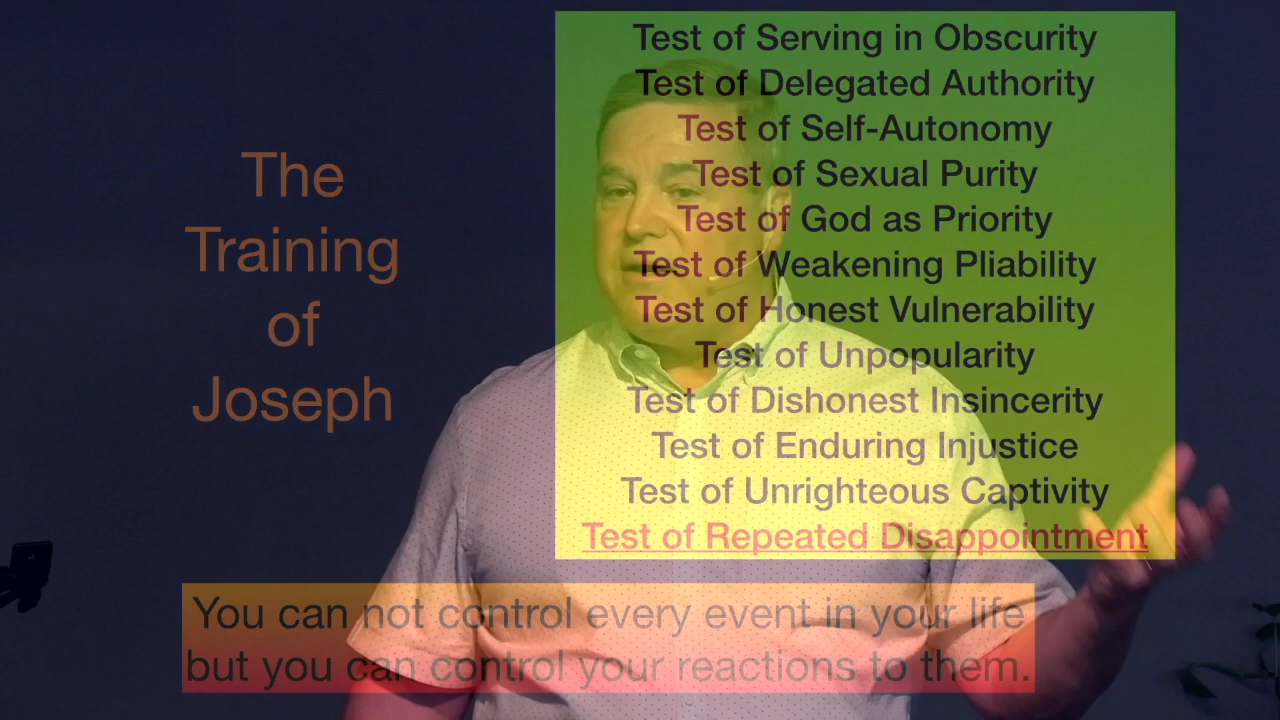 The
Training
of
Joseph
Test of Serving in Obscurity
Test of Delegated Authority
Test of Self-Autonomy
Test of Sexual Purity
Test of God as Priority
Test of Weakening Pliability
Test of Honest Vulnerability
Test of Unpopularity
Test of Dishonest Insincerity
Test of Enduring Injustice
Test of Unrighteous Captivity
Test of Repeated Disappointment
You can not control every event in your life
but you can control your reactions to them.